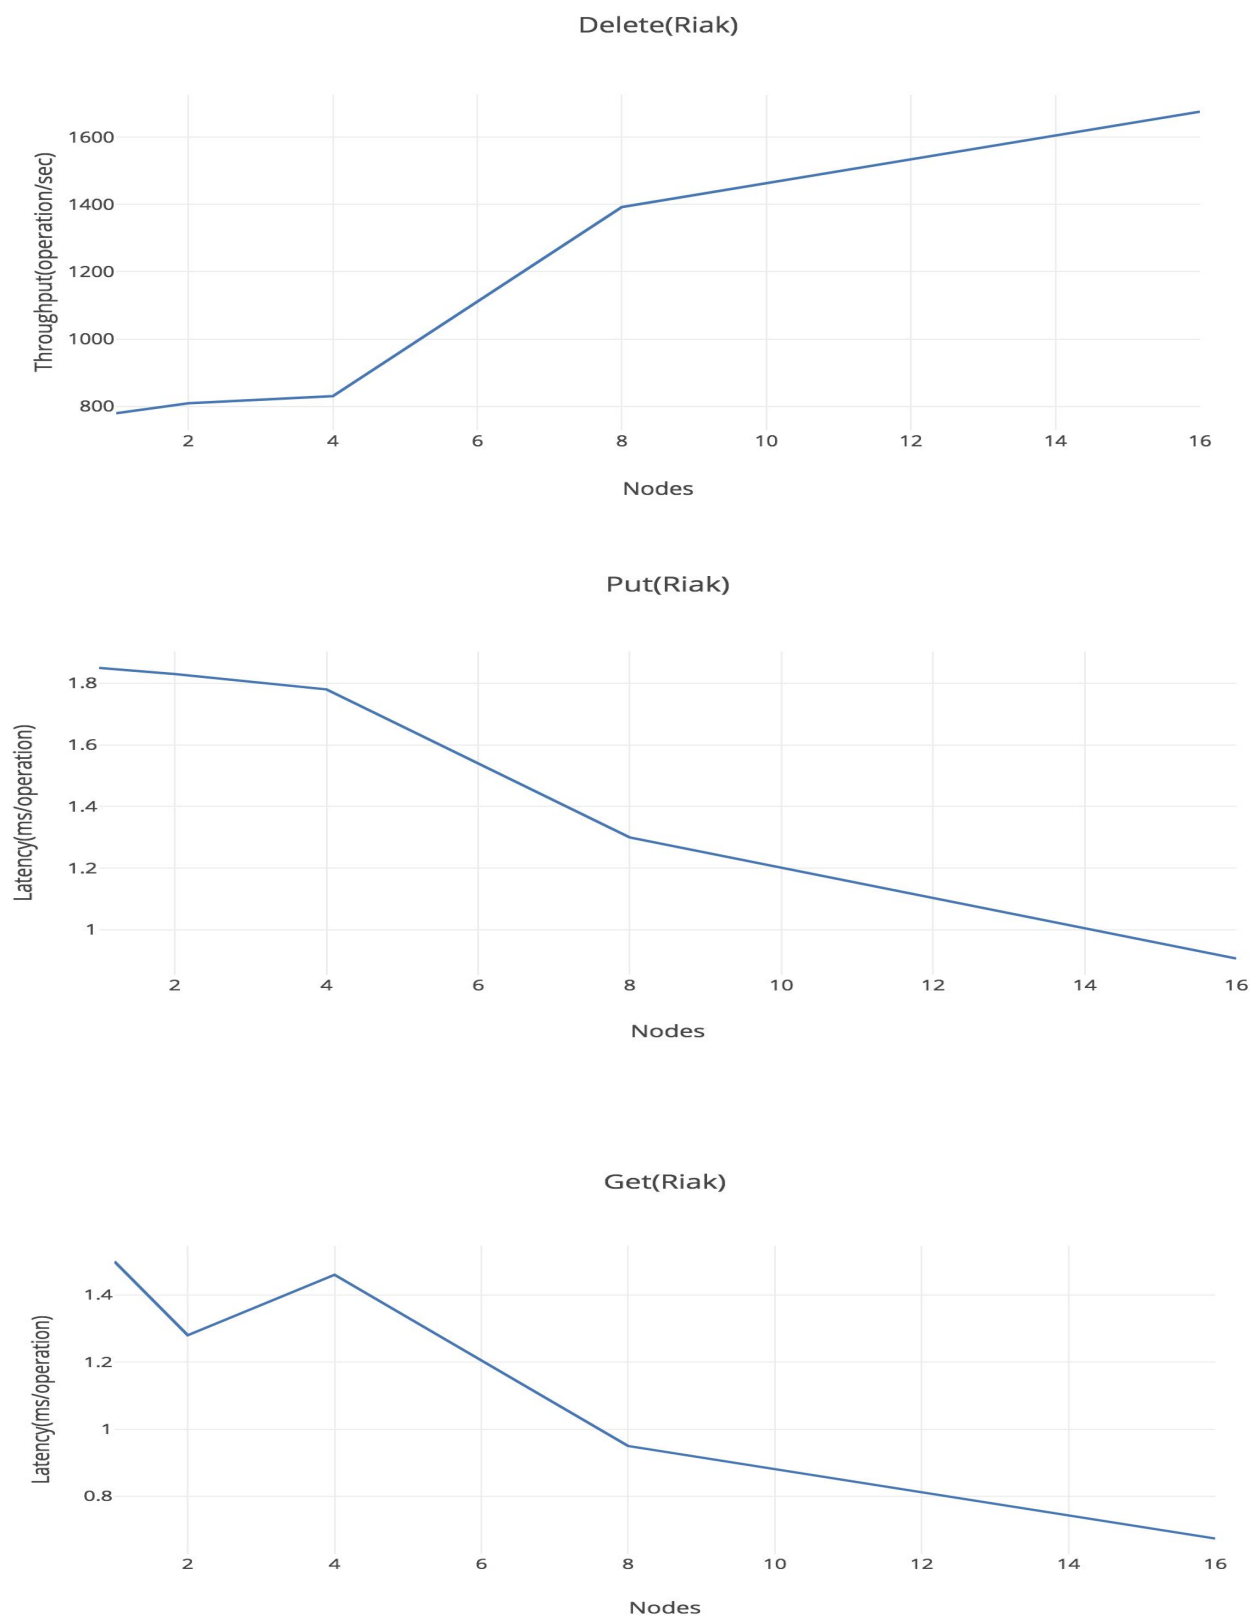 Delete(Riak)
Throughput(operation/sec)
1600
1400
1200
1000
800
2 4 6 8 10 12 14 16
Nodes
Put(Riak)
Latency(ms/operation)
1.8
1.6
1.4
1.2
1
2 4 6 8 10 12 14 16
Nodes
Get(Riak)
Latency(ms/operation)
1.4
1.2
1
0.8
2 4 6 8 10 12 14 16
Nodes